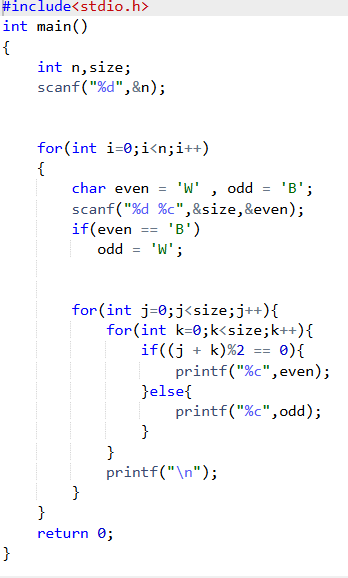 #include<stdio.h>
int main()
{
    int n,size;
    scanf("%d",&n);
    for(int i=0;i<n;i++)
    {
        char even = 'W' , odd = 'B';
        scanf("%d %c",&size,&even);
        if(even == 'B')
           odd = 'W';
        for(int j=0;j<size;j++){
            for(int k=0;k<size;k++){
                if((j + k)%2 == 0){
                    printf("%c",even);
                }else{
                    printf("%c",odd);
                }
            }
            printf("\n");
        }
    }
    return 0;
}